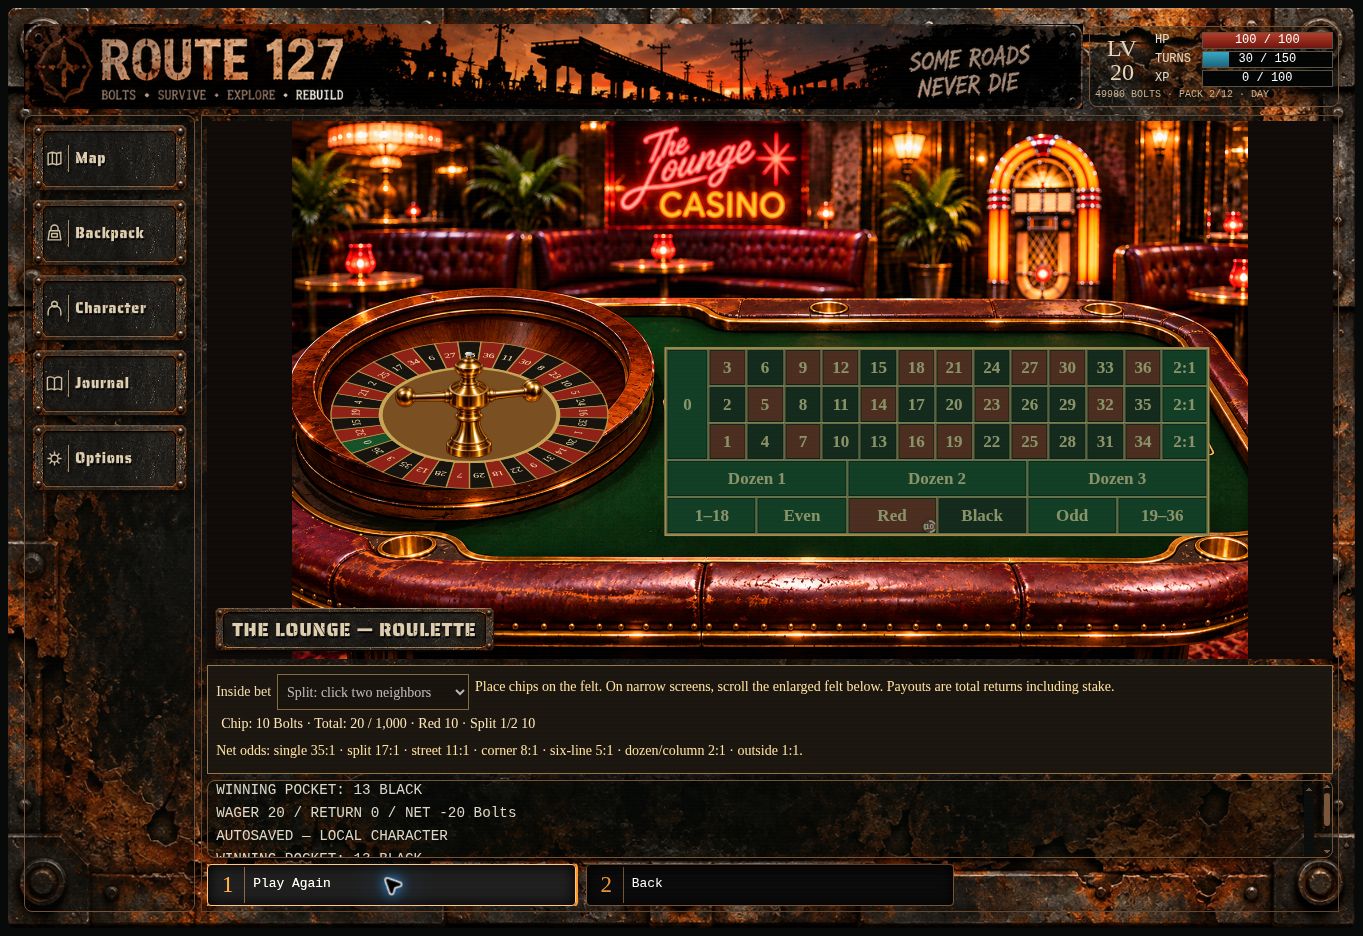 ROUTE 127
BOLTS • SURVIVE • EXPLORE • REBUILD
SOME ROADS
NEVER DIE
LV
20
HP 100 / 100
TURNS 30 / 150
XP 0 / 100
49980 BOLTS · PACK 2/12 · DAY
Map
Backpack
Character
Journal
Options
The
Lounge
CASINO
3 6 9 12 15 18 21 24 27 30 33 36 2:1
0 2 5 8 11 14 17 20 23 26 29 32 35 2:1
1 4 7 10 13 16 19 22 25 28 31 34 2:1
Dozen 1 Dozen 2 Dozen 3
1–18 Even Red Black Odd 19–36
THE LOUNGE — ROULETTE
Inside bet Split: click two neighbors Place chips on the felt. On narrow screens, scroll the enlarged felt below. Payouts are total returns including stake.
Chip: 10 Bolts · Total: 20 / 1,000 · Red 10 · Split 1/2 10
Net odds: single 35:1 · split 17:1 · street 11:1 · corner 8:1 · six-line 5:1 · dozen/column 2:1 · outside 1:1.
WINNING POCKET: 13 BLACK
WAGER 20 / RETURN 0 / NET -20 Bolts
AUTOSAVED — LOCAL CHARACTER
WINNING POCKET: 13 BLACK
1 Play Again
2 Back